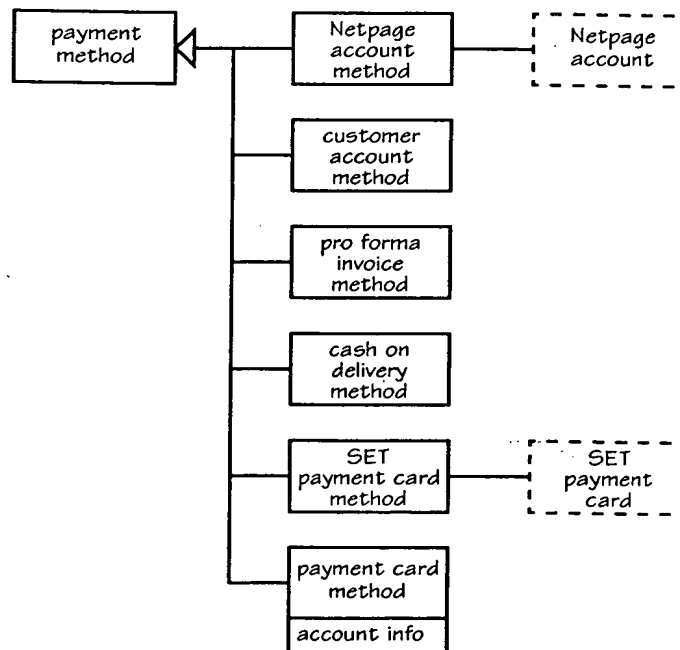 payment
method
Netpage
account
method
Netpage
account
customer
account
method
pro forma
invoice
method
cash on
delivery
method
SET
payment card
method
SET
payment
card
payment card
method
account info